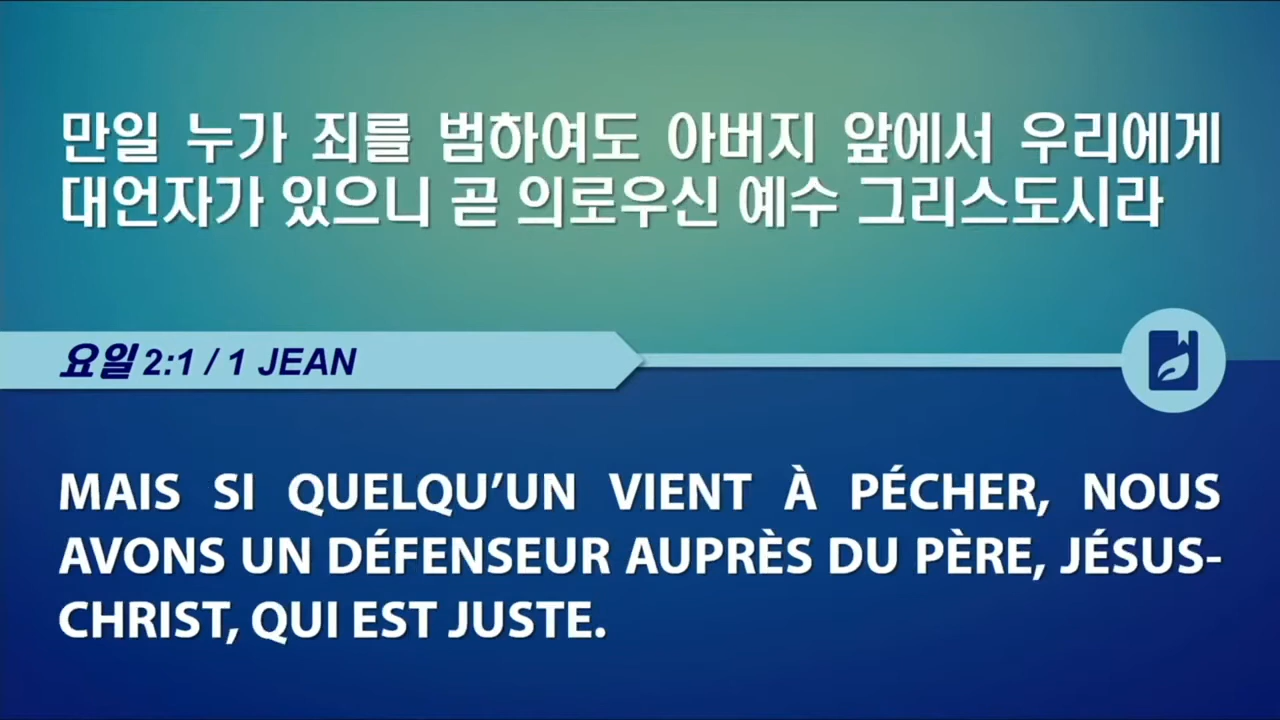 만일 누가 죄를 범하여도 아버지 앞에서 우리에게
대언자가 있으니 곧 의로우신 예수 그리스도시라
요일 2:1 / 1 JEAN
MAIS SI QUELQU’UN VIENT À PÉCHER, NOUS
AVONS UN DÉFENSEUR AUPRÈS DU PÈRE, JÉSUS-
CHRIST, QUI EST JUSTE.